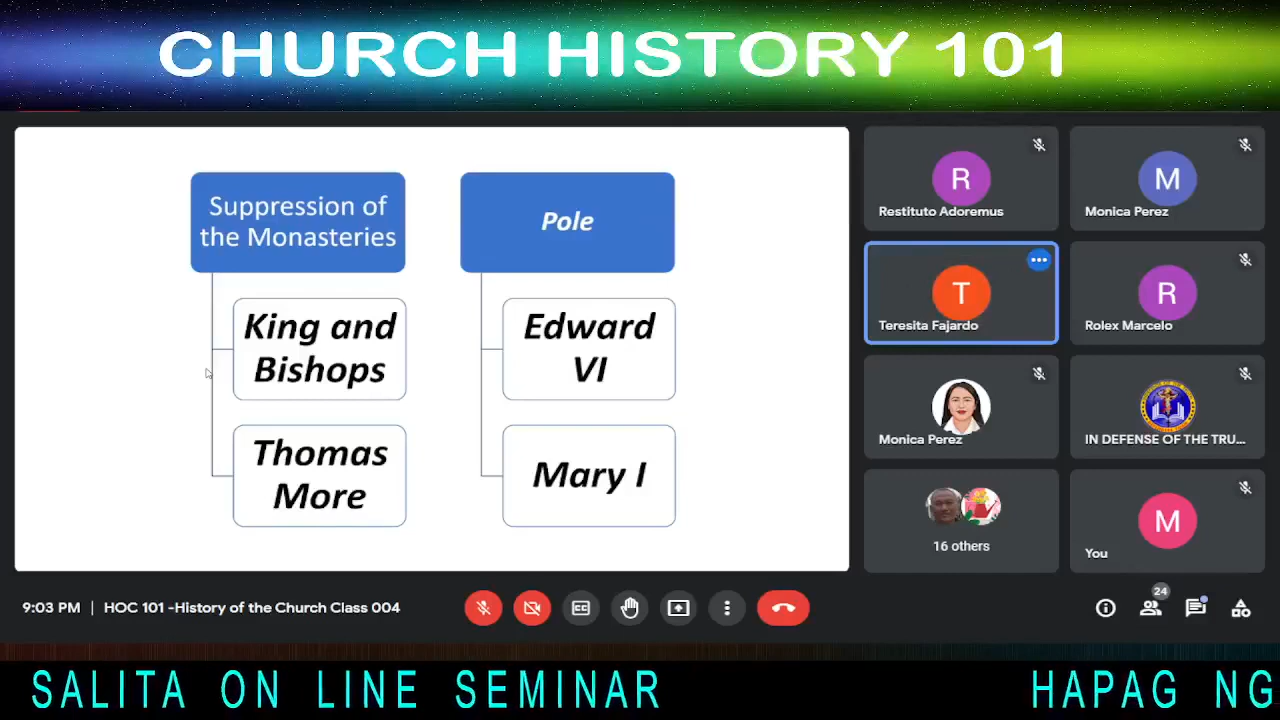 CHURCH HISTORY 101
Suppression of
the Monasteries
King and
Bishops
Thomas
More
Pole
Edward
VI
Mary I
R
Restituto Adoremus
M
Monica Perez
T
Teresita Fajardo
R
Rolex Marcelo
Monica Perez
IN DEFENSE OF THE TRU...
16 others
M
You
9:03 PM | HOC 101 -History of the Church Class 004
CC
24
SALITA ON LINE SEMINAR
HAPAG NG